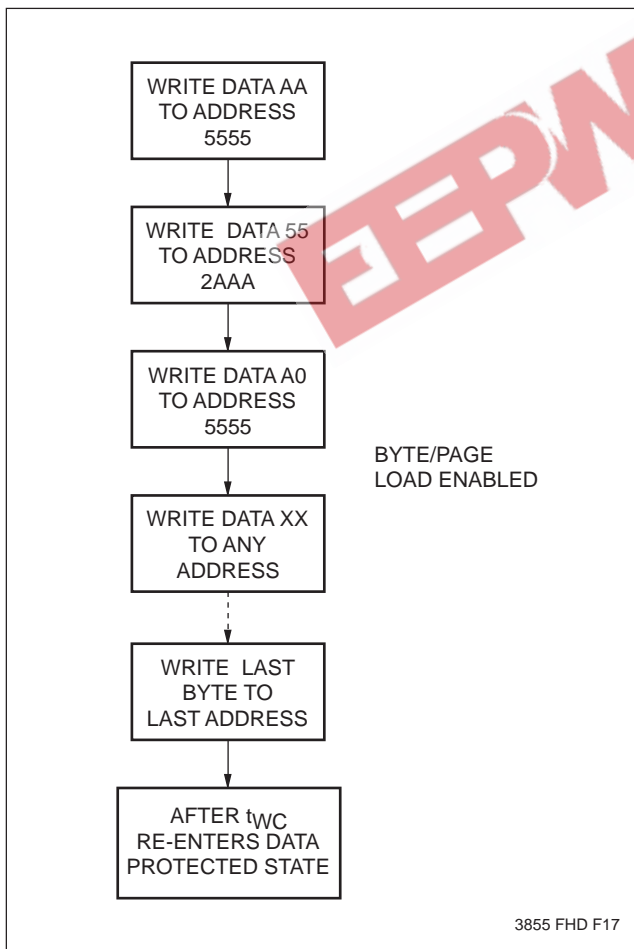 WRITE DATA AA
TO ADDRESS
5555
WRITE DATA 55
TO ADDRESS
2AAA
WRITE DATA A0
TO ADDRESS
5555
BYTE/PAGE
LOAD ENABLED
WRITE DATA XX
TO ANY
ADDRESS
WRITE LAST
BYTE TO
LAST ADDRESS
AFTER tWC
RE-ENTERS DATA
PROTECTED STATE
3855 FHD F17
EEPW